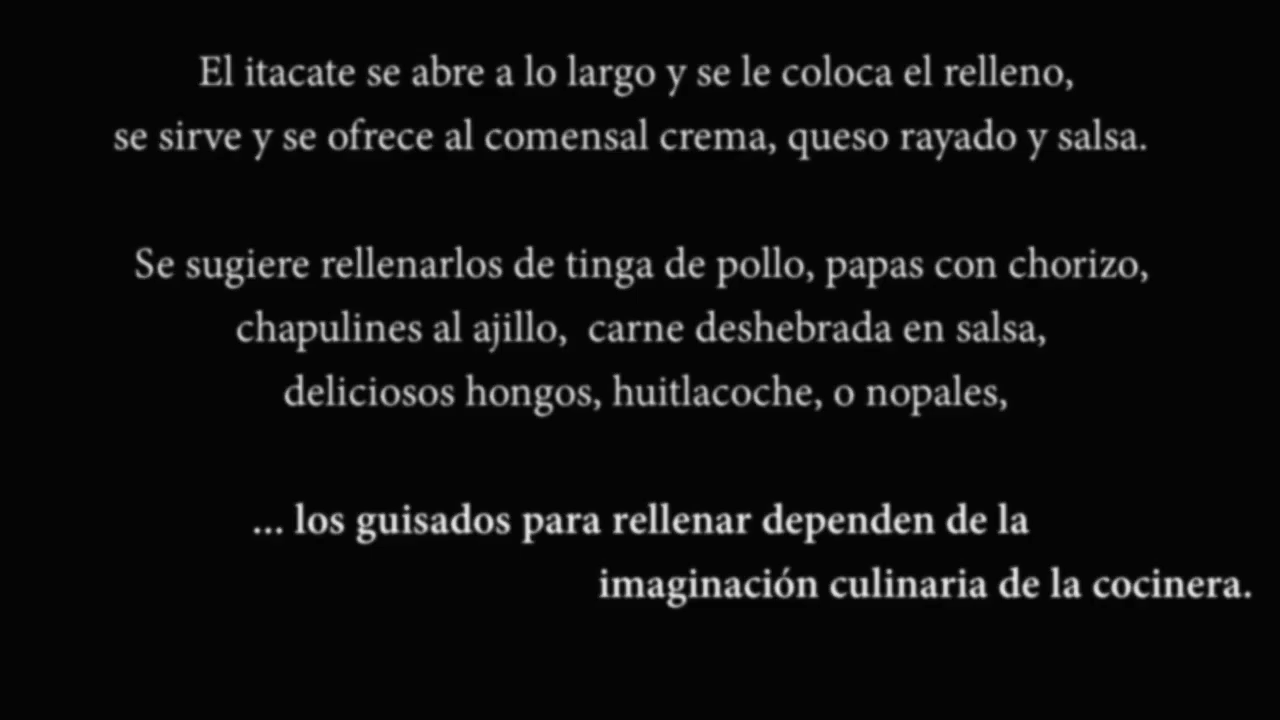 El itacate se abre a lo largo y se le coloca el relleno,
se sirve y se ofrece al comensal crema, queso rayado y salsa.
Se sugiere rellenarlos de tinga de pollo, papas con chorizo,
chapulines al ajillo,  carne deshebrada en salsa,
deliciosos hongos, huitlacoche, o nopales,
... los guisados para rellenar dependen de la
imaginación culinaria de la cocinera.